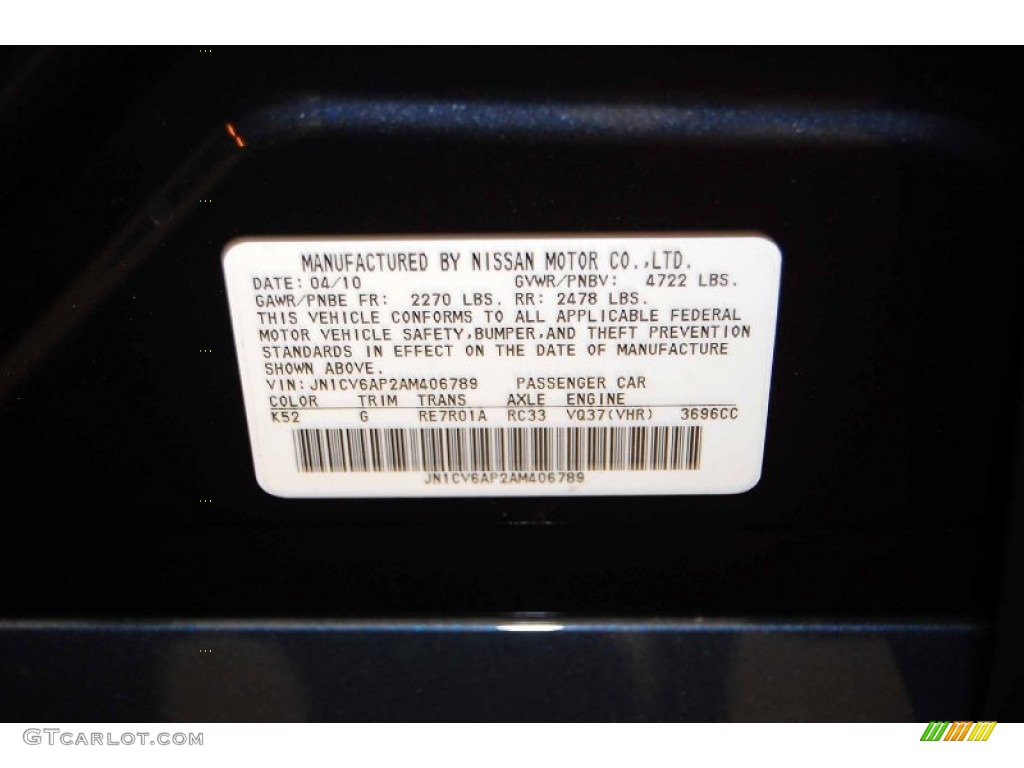 MANUFACTURED BY NISSAN MOTOR CO.,LTD.
DATE: 04/10 GVWR/PNBV: 4722 LBS.
GAWR/PNBE FR: 2270 LBS. RR: 2478 LBS.
THIS VEHICLE CONFORMS TO ALL APPLICABLE FEDERAL
MOTOR VEHICLE SAFETY,BUMPER,AND THEFT PREVENTION
STANDARDS IN EFFECT ON THE DATE OF MANUFACTURE
SHOWN ABOVE.
VIN: JN1CV6AP2AM406789 PASSENGER CAR
COLOR TRIM TRANS AXLE ENGINE
K52 G RE7R01A RC33 VQ37(VHR) 3696CC
JN1CV6AP2AM406789
GTCARLOT.COM